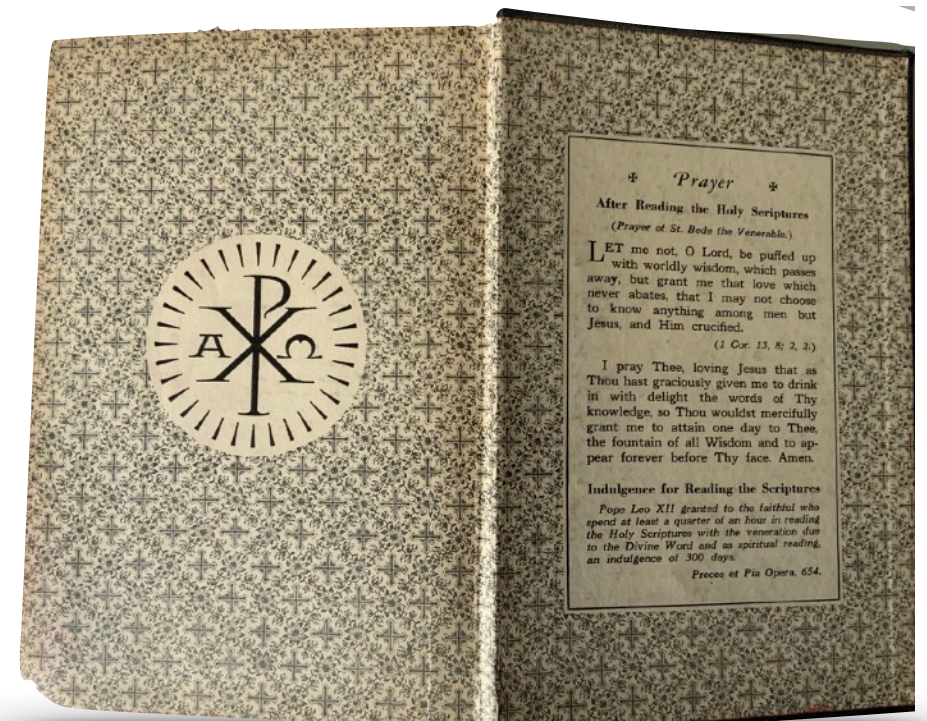 Α ☧ Ω
✠ Prayer ✠
After Reading the Holy Scriptures
(Prayer of St. Bede the Venerable.)
LET me not, O Lord, be puffed up
with worldly wisdom, which passes
away, but grant me that love which
never abates, that I may not choose
to know anything among men but
Jesus, and Him crucified.
(1 Cor. 13, 8; 2, 2.)
I pray Thee, loving Jesus that as
Thou hast graciously given me to drink
in with delight the words of Thy
knowledge, so Thou wouldst mercifully
grant me to attain one day to Thee,
the fountain of all Wisdom and to ap-
pear forever before Thy face. Amen.
Indulgence for Reading the Scriptures
Pope Leo XII granted to the faithful who
spend at least a quarter of an hour in reading
the Holy Scriptures with the veneration due
to the Divine Word and as spiritual reading,
an indulgence of 300 days.
Preces et Pia Opera, 654.